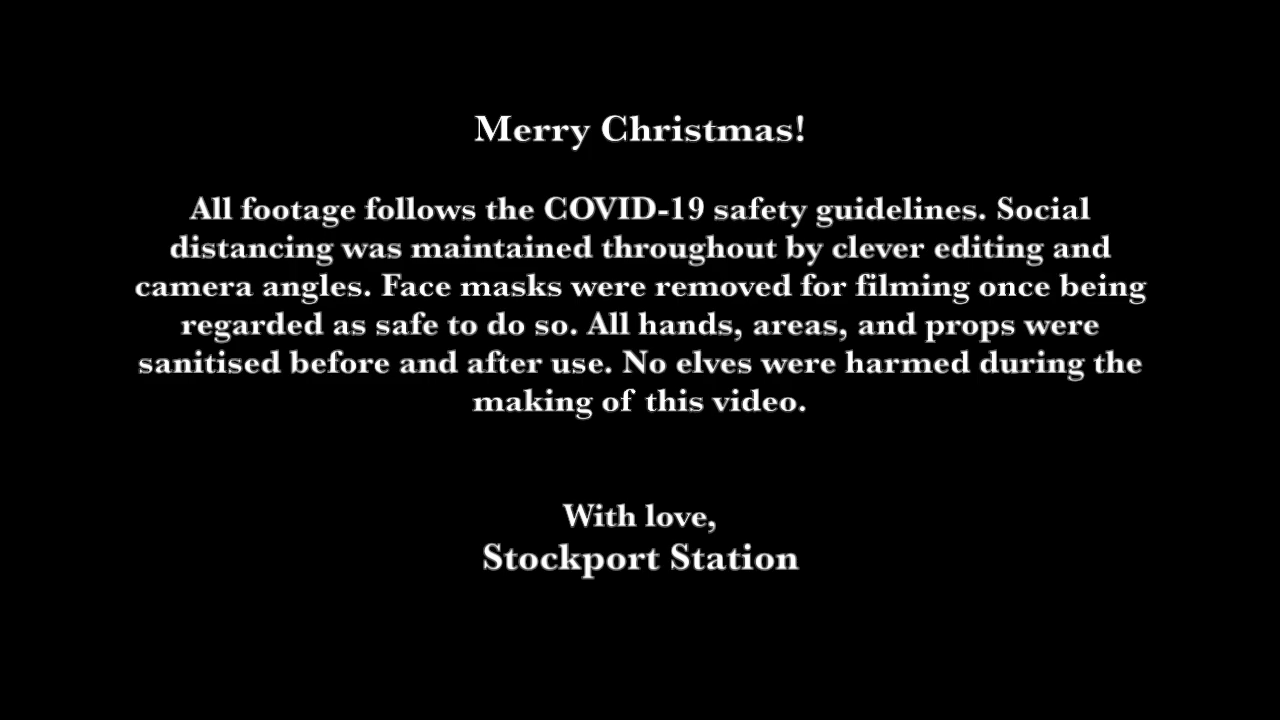 Merry Christmas!
All footage follows the COVID-19 safety guidelines. Social
distancing was maintained throughout by clever editing and
camera angles. Face masks were removed for filming once being
regarded as safe to do so. All hands, areas, and props were
sanitised before and after use. No elves were harmed during the
making of this video.
With love,
Stockport Station